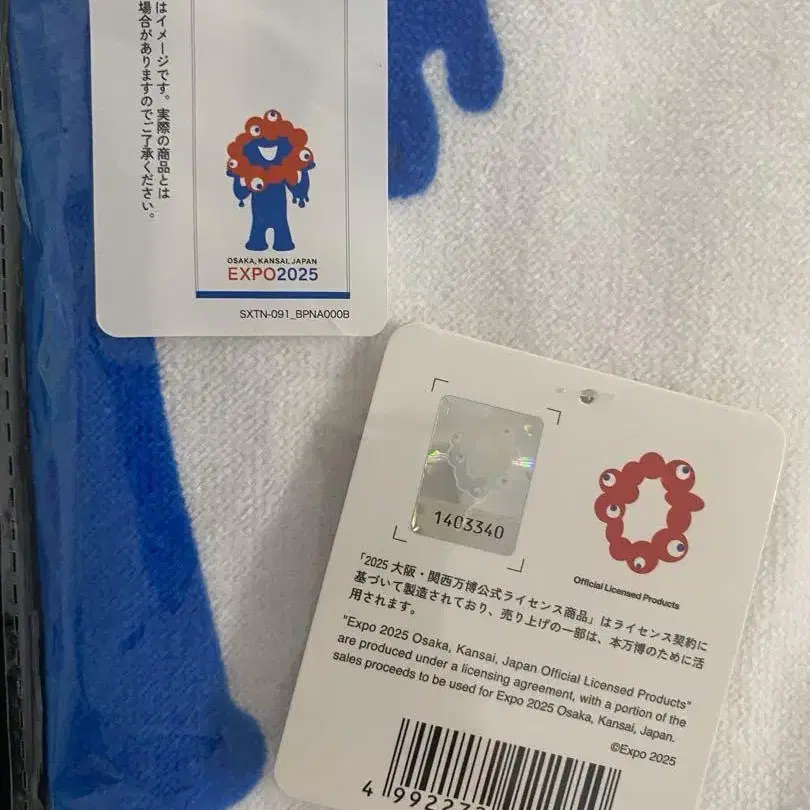 はイメージです。実際の商品とは
場合がありますのでご了承ください。
OSAKA, KANSAI, JAPAN
EXPO2025
SXTN-091_BPNA000B
1403340
Official Licensed Products
「2025 大阪・関西万博公式ライセンス商品」はライセンス契約に
基づいて製造されており、売り上げの一部は、本万博のために活
用されます。
"Expo 2025 Osaka, Kansai, Japan Official Licensed Products"
are produced under a licensing agreement, with a portion of the
sales proceeds to be used for Expo 2025 Osaka, Kansai, Japan.
©Expo 2025
4 992272